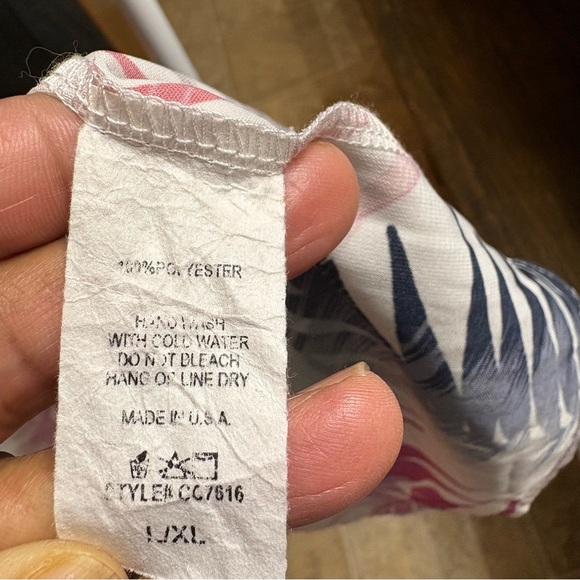 100%POLYESTER
HAND WASH
WITH COLD WATER
DO NOT BLEACH
HANG OR LINE DRY
MADE IN U.S.A.
STYLE# CC7616
L/XL